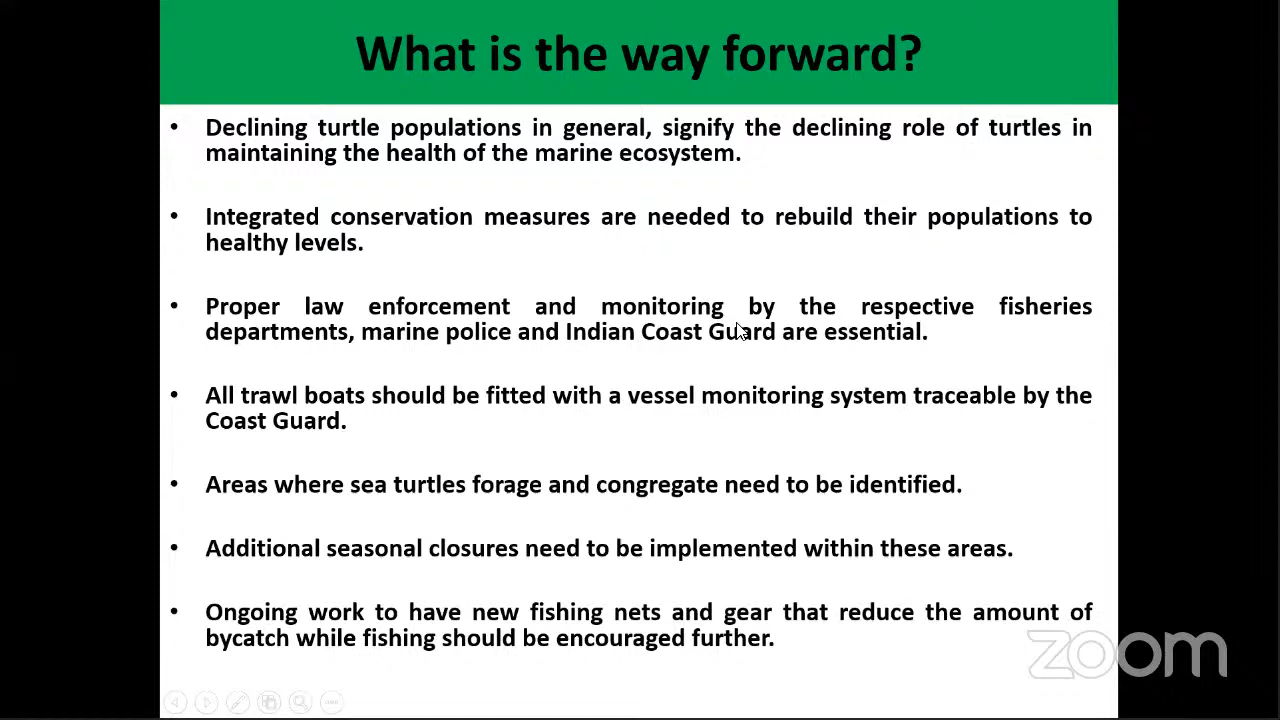 What is the way forward?
• Declining turtle populations in general, signify the declining role of turtles in
maintaining the health of the marine ecosystem.
• Integrated conservation measures are needed to rebuild their populations to
healthy levels.
• Proper law enforcement and monitoring by the respective fisheries
departments, marine police and Indian Coast Guard are essential.
• All trawl boats should be fitted with a vessel monitoring system traceable by the
Coast Guard.
• Areas where sea turtles forage and congregate need to be identified.
• Additional seasonal closures need to be implemented within these areas.
• Ongoing work to have new fishing nets and gear that reduce the amount of
bycatch while fishing should be encouraged further.
zoom